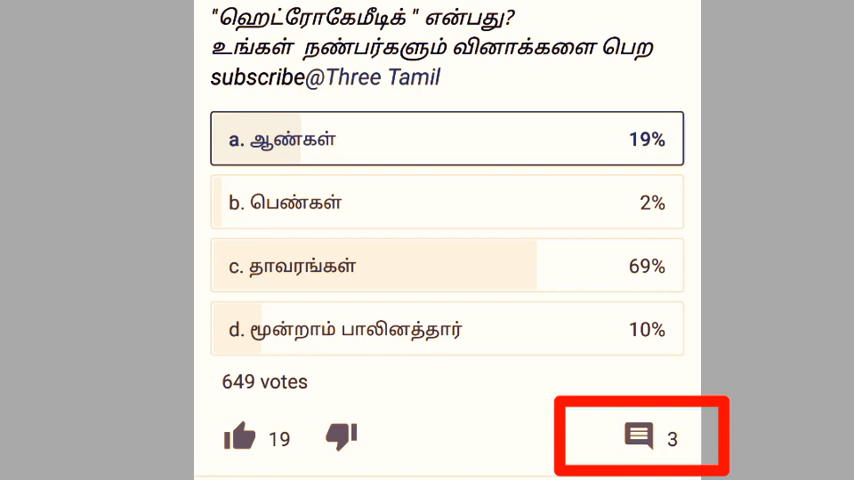 "ஹெட்ரோகேமீடிக் " என்பது?
உங்கள் நண்பர்களும் வினாக்களை பெற
subscribe@Three Tamil
a. ஆண்கள் 19%
b. பெண்கள் 2%
c. தாவரங்கள் 69%
d. மூன்றாம் பாலினத்தார் 10%
649 votes
19 3